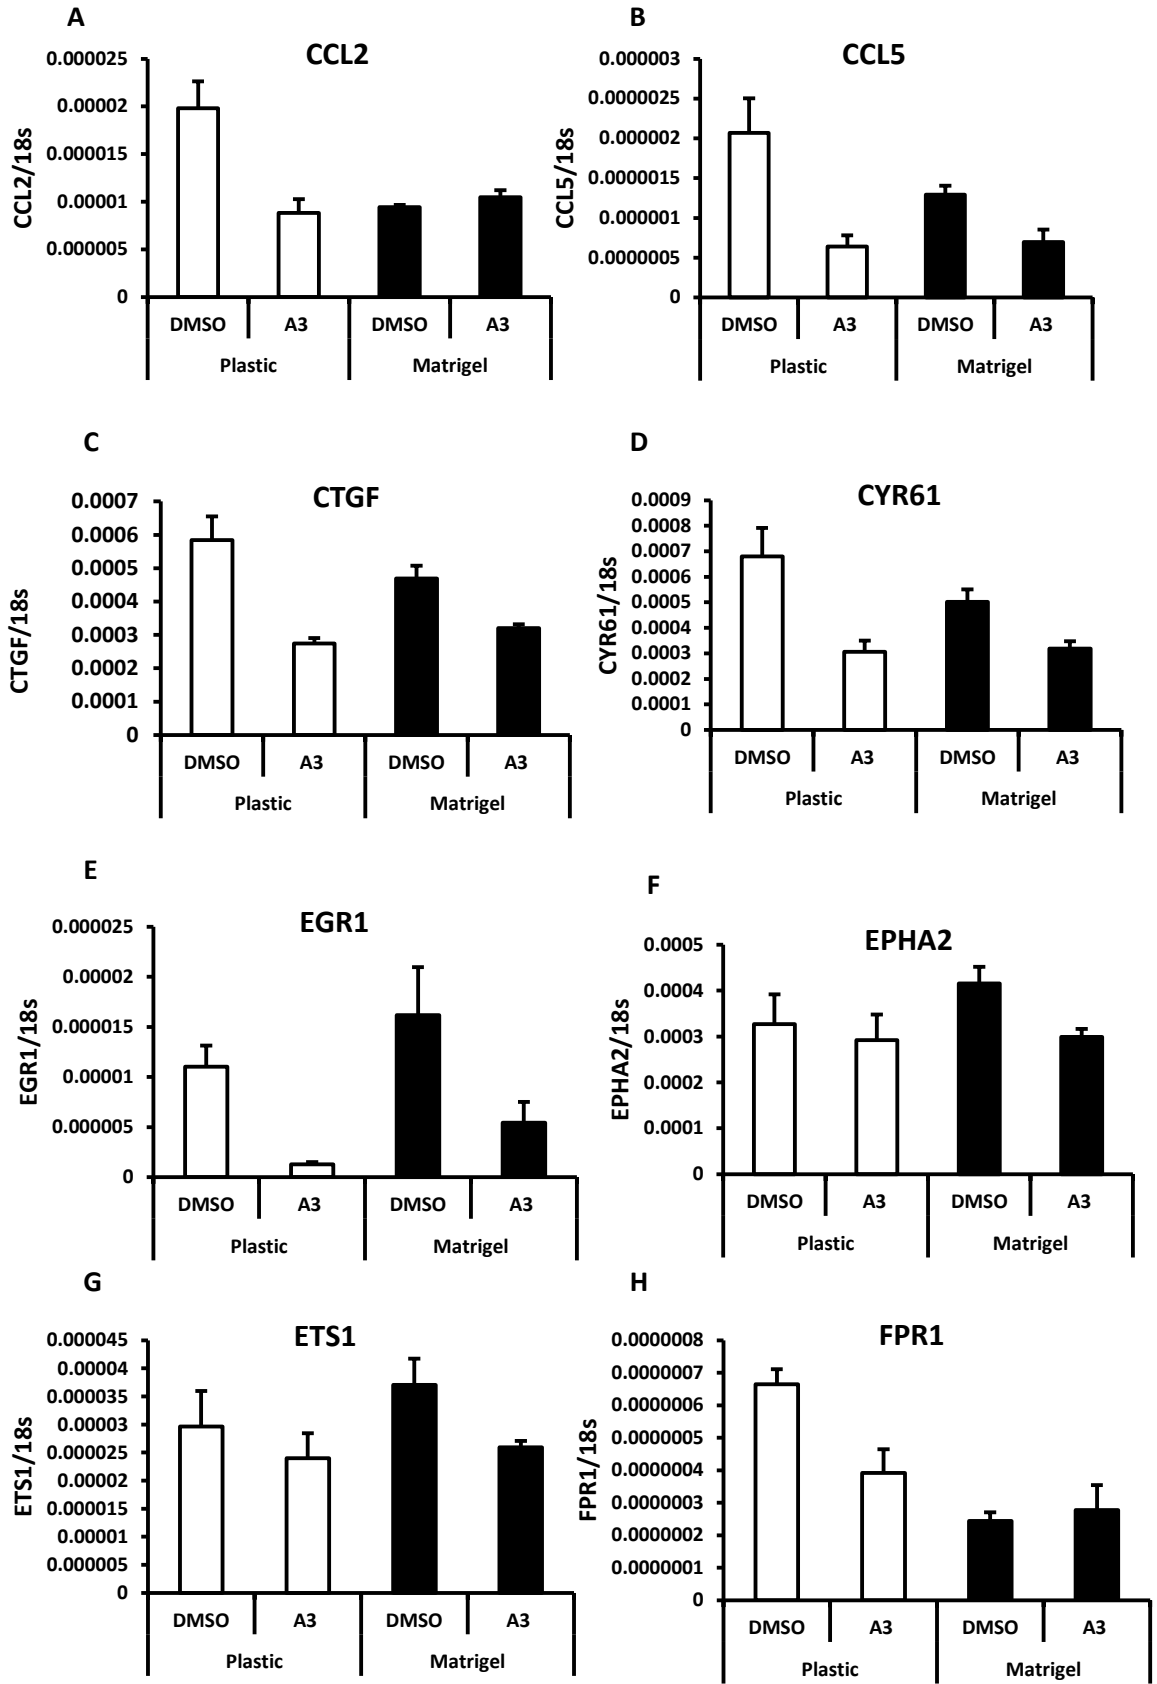 A
CCL2
0.000025
0.00002
0.000015
0.00001
0.000005
0
CCL2/18s
DMSO A3 DMSO A3
Plastic Matrigel
B
CCL5
0.000003
0.0000025
0.000002
0.0000015
0.000001
0.0000005
0
CCL5/18s
DMSO A3 DMSO A3
Plastic Matrigel
C
CTGF
0.0007
0.0006
0.0005
0.0004
0.0003
0.0002
0.0001
0
CTGF/18s
DMSO A3 DMSO A3
Plastic Matrigel
D
CYR61
0.0009
0.0008
0.0007
0.0006
0.0005
0.0004
0.0003
0.0002
0.0001
0
CYR61/18s
DMSO A3 DMSO A3
Plastic Matrigel
E
EGR1
0.000025
0.00002
0.000015
0.00001
0.000005
0
EGR1/18s
DMSO A3 DMSO A3
Plastic Matrigel
F
EPHA2
0.0005
0.0004
0.0003
0.0002
0.0001
0
EPHA2/18s
DMSO A3 DMSO A3
Plastic Matrigel
G
ETS1
0.000045
0.00004
0.000035
0.00003
0.000025
0.00002
0.000015
0.00001
0.000005
0
ETS1/18s
DMSO A3 DMSO A3
Plastic Matrigel
H
FPR1
0.0000008
0.0000007
0.0000006
0.0000005
0.0000004
0.0000003
0.0000002
0.0000001
0
FPR1/18s
DMSO A3 DMSO A3
Plastic Matrigel